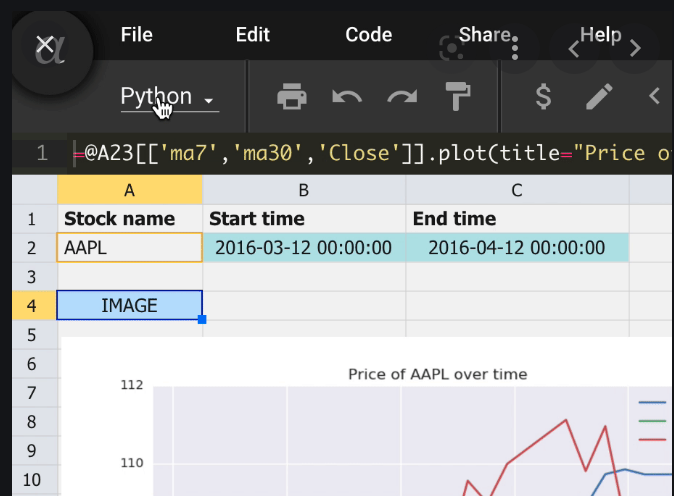 α
File Edit Code Share Help
Python $
1 =@A23[['ma7','ma30','Close']].plot(title="Price o
A B C
1 Stock name Start time End time
2 AAPL 2016-03-12 00:00:00 2016-04-12 00:00:00
3
4 IMAGE
5
6
Price of AAPL over time
7 112
8
9
110
10